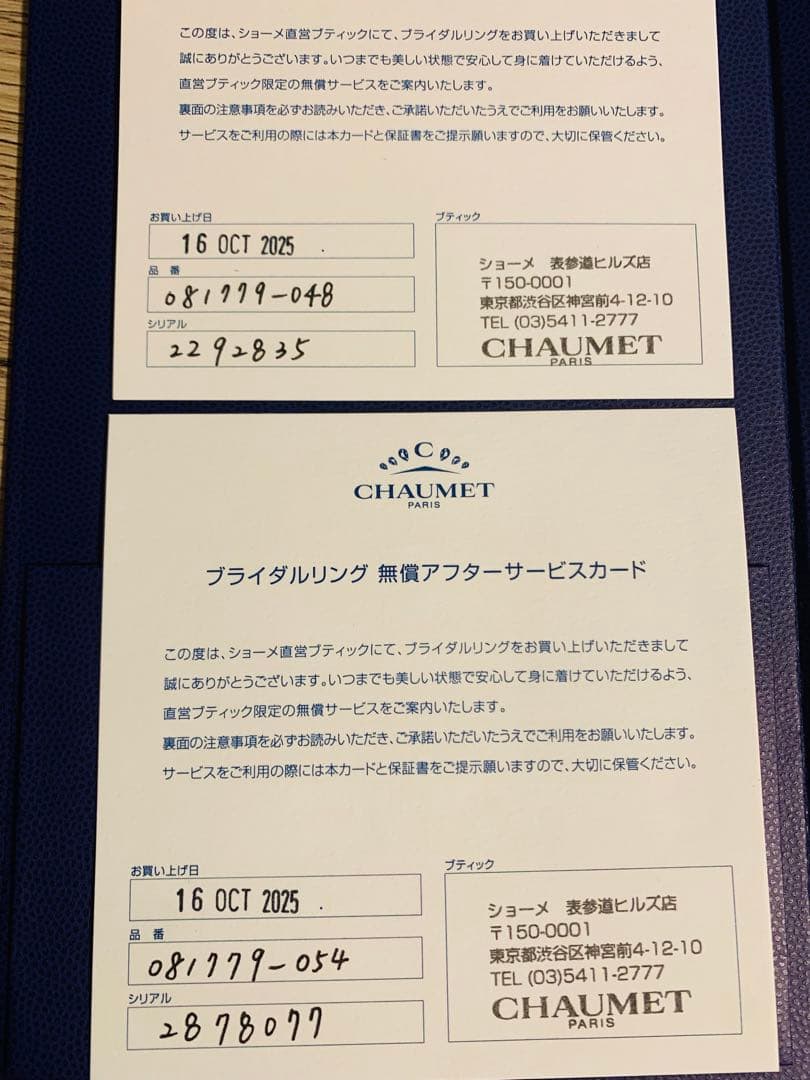 この度は、ショーメ直営ブティックにて、ブライダルリングをお買い上げいただきまして
誠にありがとうございます。いつまでも美しい状態で安心して身に着けていただけるよう、
直営ブティック限定の無償サービスをご案内いたします。
裏面の注意事項を必ずお読みいただき、ご承諾いただいたうえでご利用をお願いいたします。
サービスをご利用の際には本カードと保証書をご提示願いますので、大切に保管ください。
お買い上げ日
16 OCT 2025
品番
081779-048
シリアル
2292835
ブティック
ショーメ 表参道ヒルズ店
〒150-0001
東京都渋谷区神宮前4-12-10
TEL (03)5411-2777
CHAUMET
PARIS
C
CHAUMET
PARIS
ブライダルリング 無償アフターサービスカード
この度は、ショーメ直営ブティックにて、ブライダルリングをお買い上げいただきまして
誠にありがとうございます。いつまでも美しい状態で安心して身に着けていただけるよう、
直営ブティック限定の無償サービスをご案内いたします。
裏面の注意事項を必ずお読みいただき、ご承諾いただいたうえでご利用をお願いいたします。
サービスをご利用の際には本カードと保証書をご提示願いますので、大切に保管ください。
お買い上げ日
16 OCT 2025
品番
081779-054
シリアル
2878077
ブティック
ショーメ 表参道ヒルズ店
〒150-0001
東京都渋谷区神宮前4-12-10
TEL (03)5411-2777
CHAUMET
PARIS